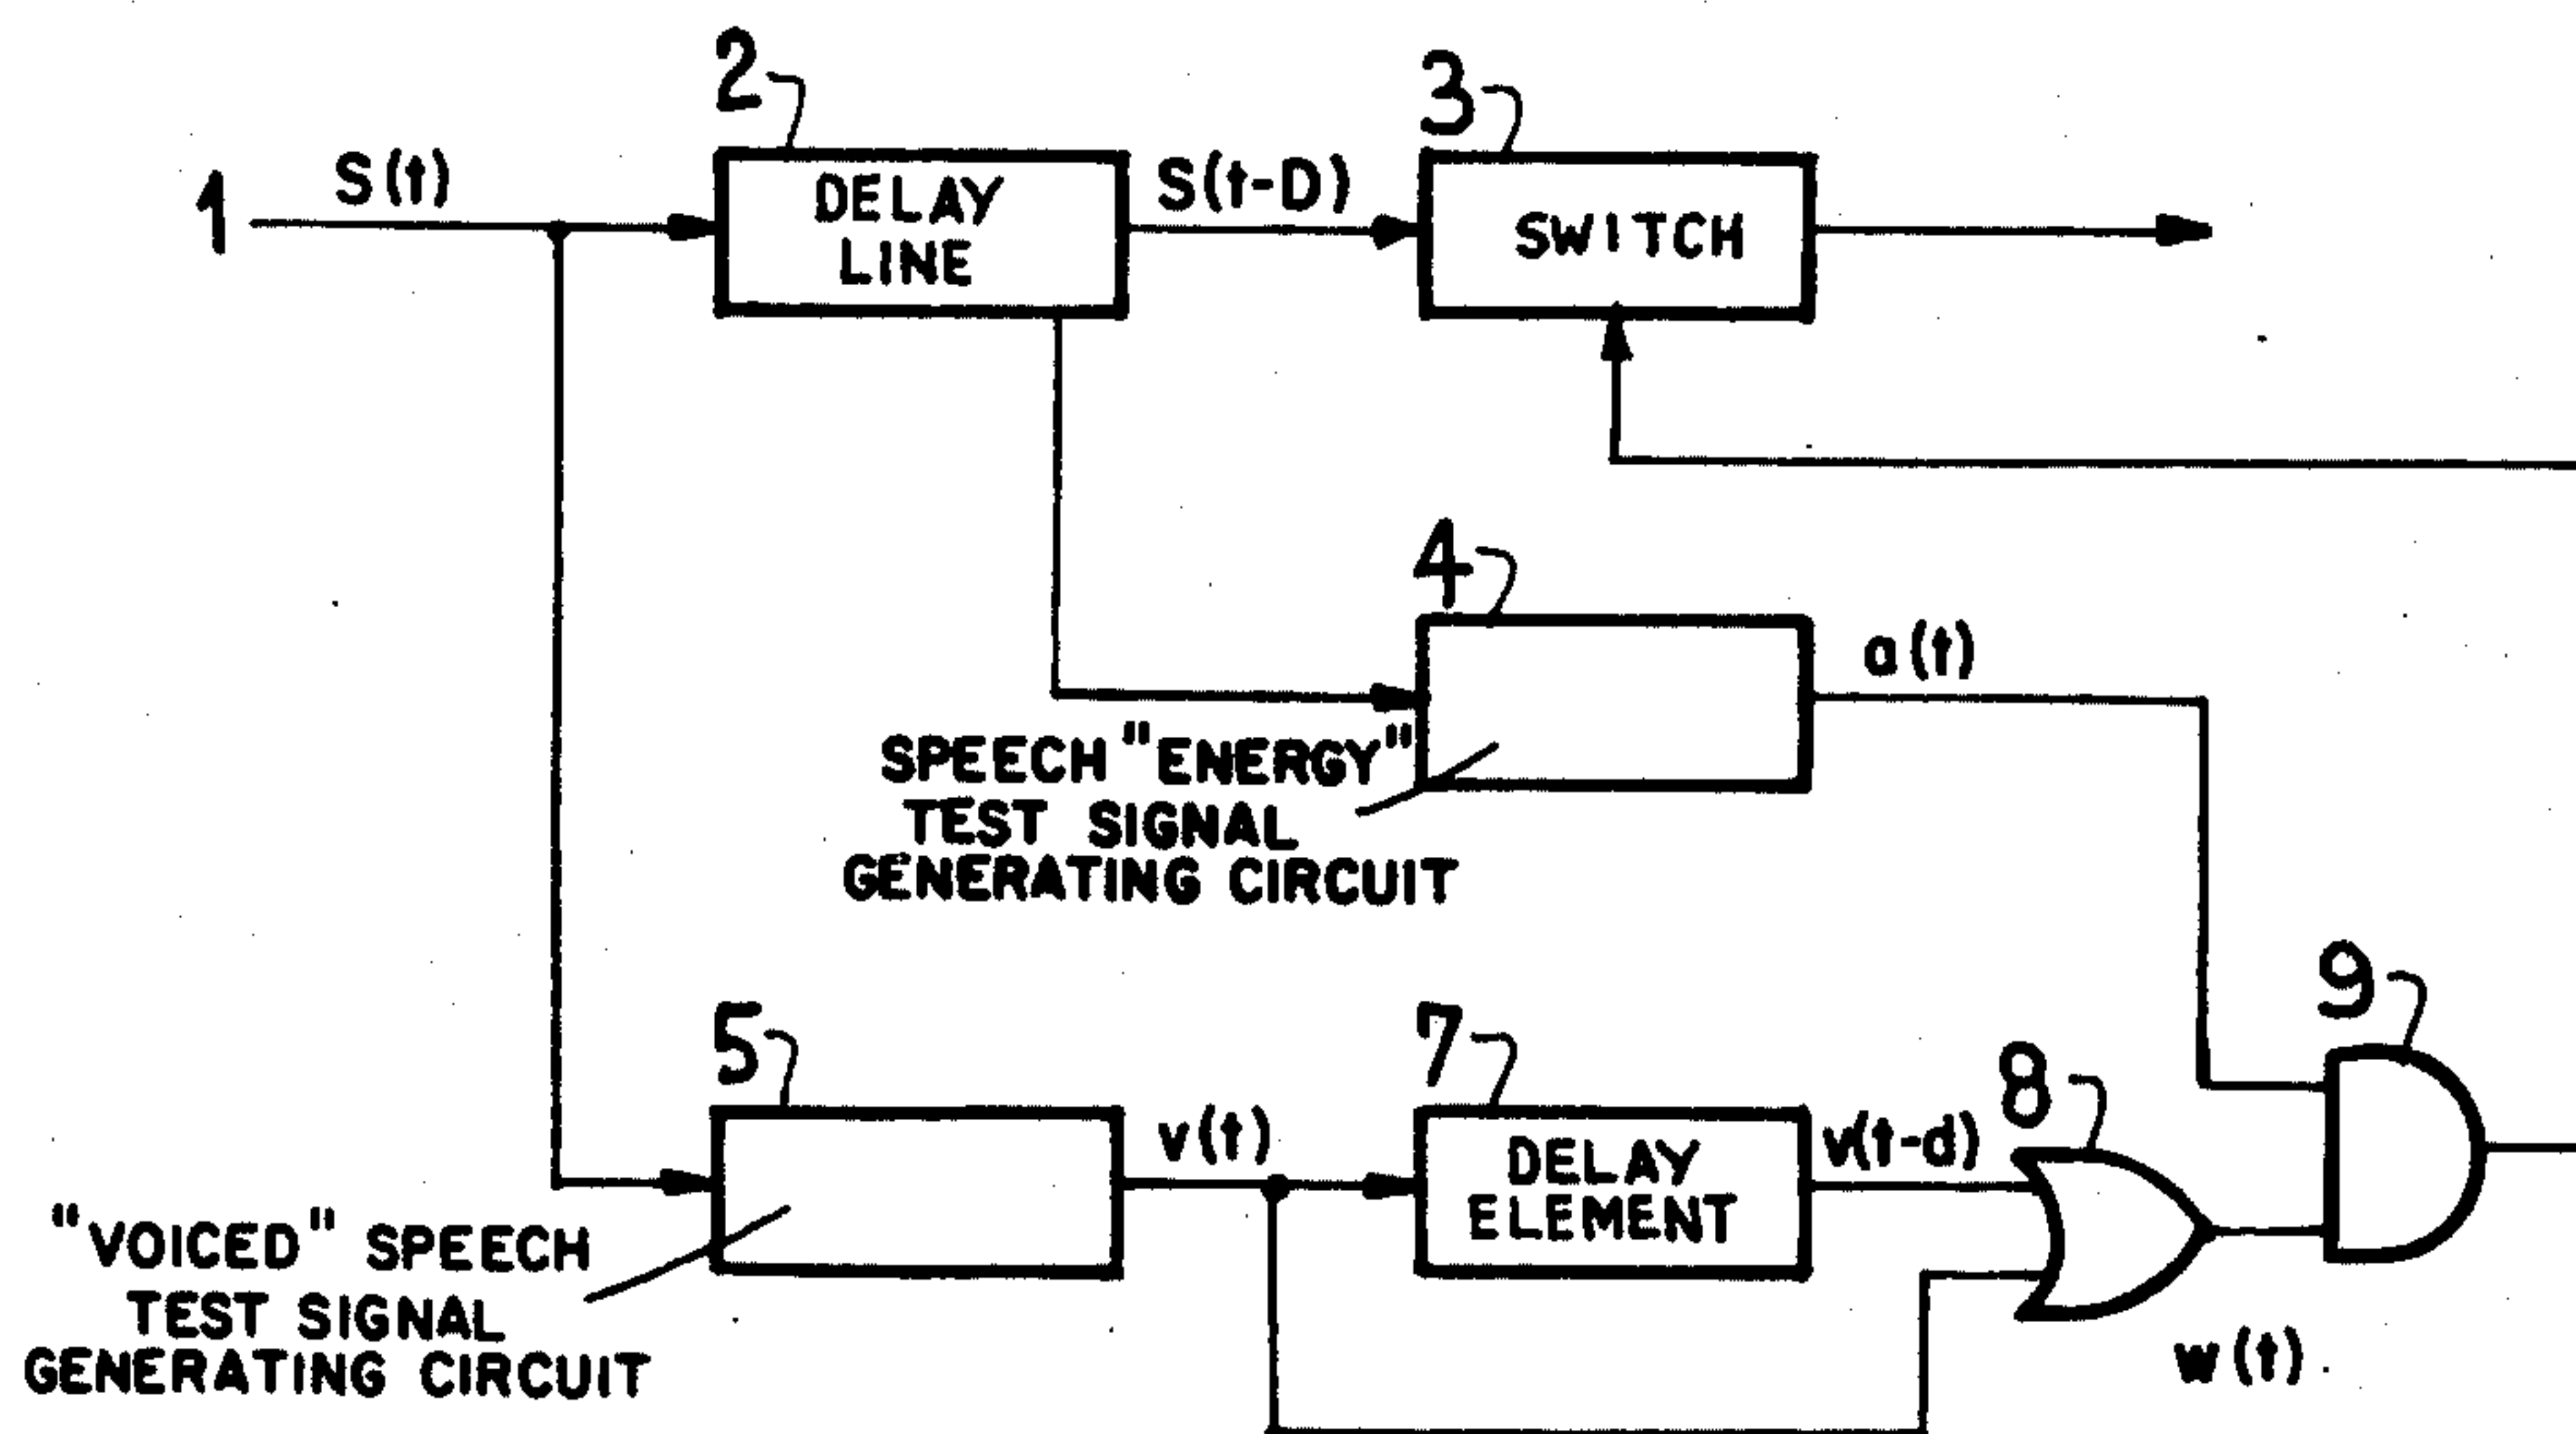 2
3
1
S(t)
DELAY
LINE
S(t-D)
SWITCH
4
a(t)
SPEECH "ENERGY"
TEST SIGNAL
GENERATING CIRCUIT
5
7
8
9
v(t)
DELAY
ELEMENT
v(t-d)
"VOICED" SPEECH
TEST SIGNAL
GENERATING CIRCUIT
w(t)